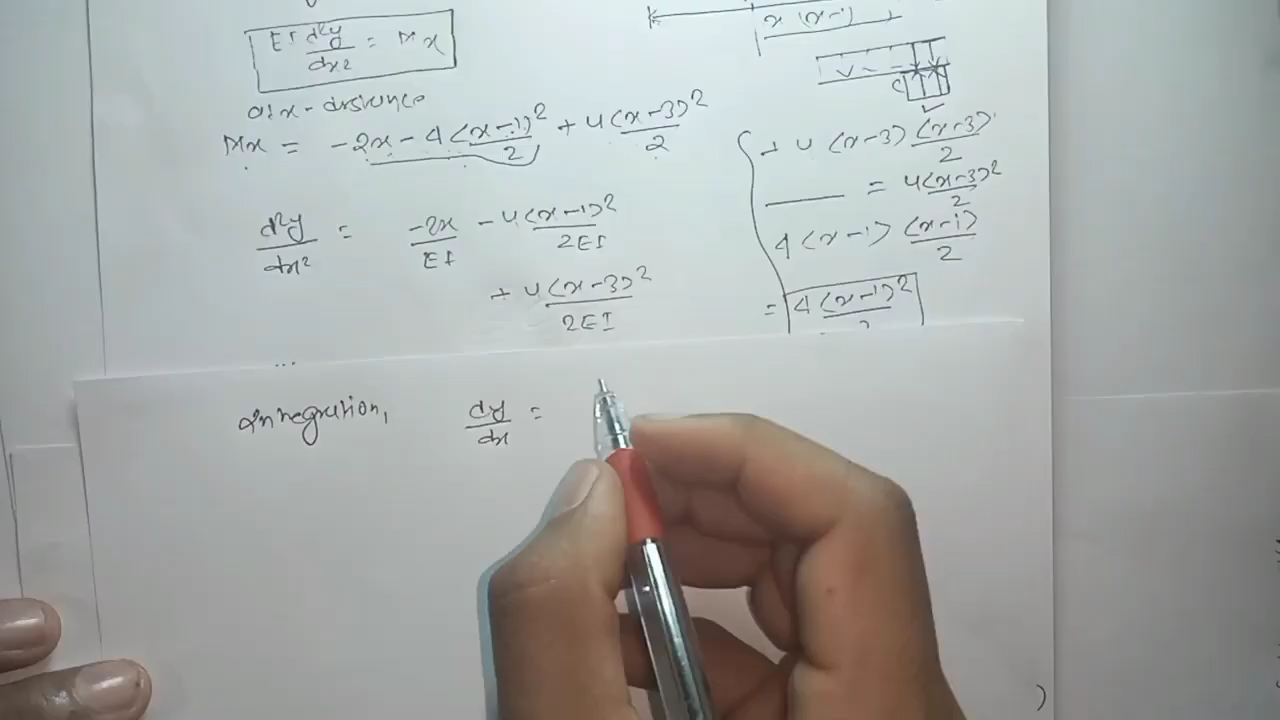 EI d²y/dx² = Mx
at x - distance
Mx = -2x - 4(x-1)²/2 + 4(x-3)²/2
d²y/dx² = -2x/EI - 4(x-1)²/2EI
+ 4(x-3)²/2EI
x (x-1)
+ 4 (x-3) (x-3)/2
= 4(x-3)²/2
4 (x-1) (x-1)/2
= 4(x-1)²/2
...
Integration, dy/dx =